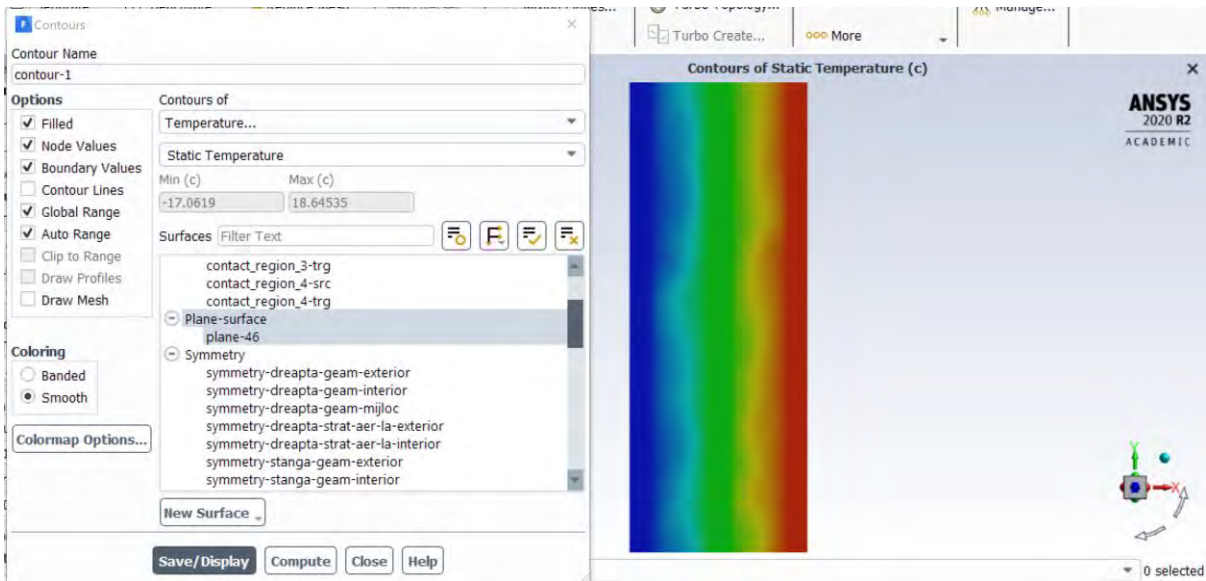 Turbo Topology...
Manage...
Turbo Create...
ooo More
Contours
Contour Name
contour-1
Options
Filled
Node Values
Boundary Values
Contour Lines
Global Range
Auto Range
Clip to Range
Draw Profiles
Draw Mesh
Coloring
Banded
Smooth
Colormap Options...
Contours of
Temperature...
Static Temperature
Min (c) Max (c)
-17.0619 18.64535
Surfaces Filter Text
contact_region_3-trg
contact_region_4-src
contact_region_4-trg
Plane-surface
plane-46
Symmetry
symmetry-dreapta-geam-exterior
symmetry-dreapta-geam-interior
symmetry-dreapta-geam-mijloc
symmetry-dreapta-strat-aer-la-exterior
symmetry-dreapta-strat-aer-la-interior
symmetry-stanga-geam-exterior
symmetry-stanga-geam-interior
New Surface
Save/Display Compute Close Help
Contours of Static Temperature (c)
ANSYS
2020 R2
ACADEMIC
Y
X
0 selected